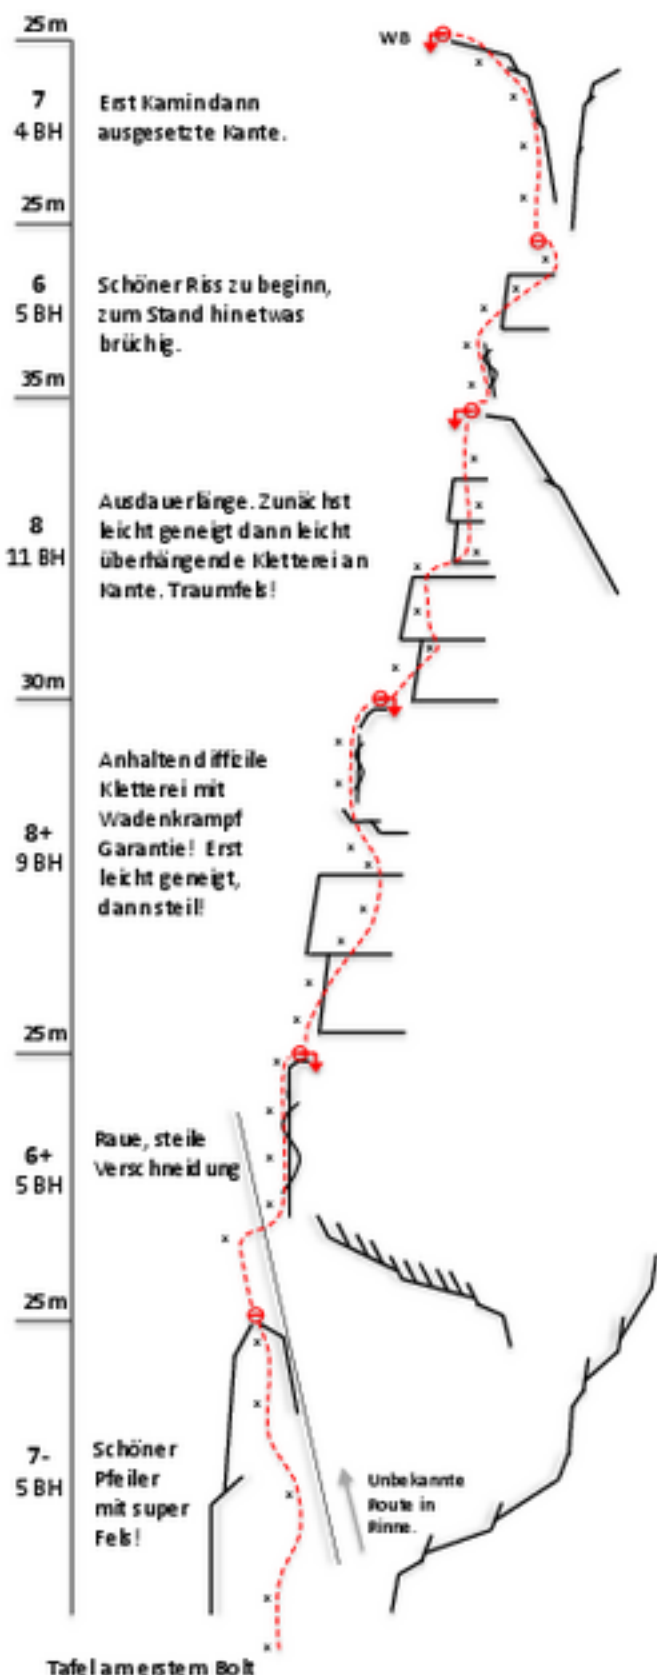 25m
WB
7
4 BH
Erst Kamin dann
ausgesetzte Kante.
25m
6
5 BH
Schöner Riss zu beginn,
zum Stand hin etwas
brüchig.
35m
8
11 BH
Ausdauerlänge. Zunächst
leicht geneigt dann leicht
überhängende Kletterei an
Kante. Traumfels!
30m
8+
9 BH
Anhaltend difficile
Kletterei mit
Wadenkrampf
Garantie! Erst
leicht geneigt,
dann steil!
25m
6+
5 BH
Raue, steile
Verschneidung
25m
7-
5 BH
Schöner
Pfeiler
mit super
Fels!
Unbekannte
Route in
Rinne.
Tafel am erstem Bolt